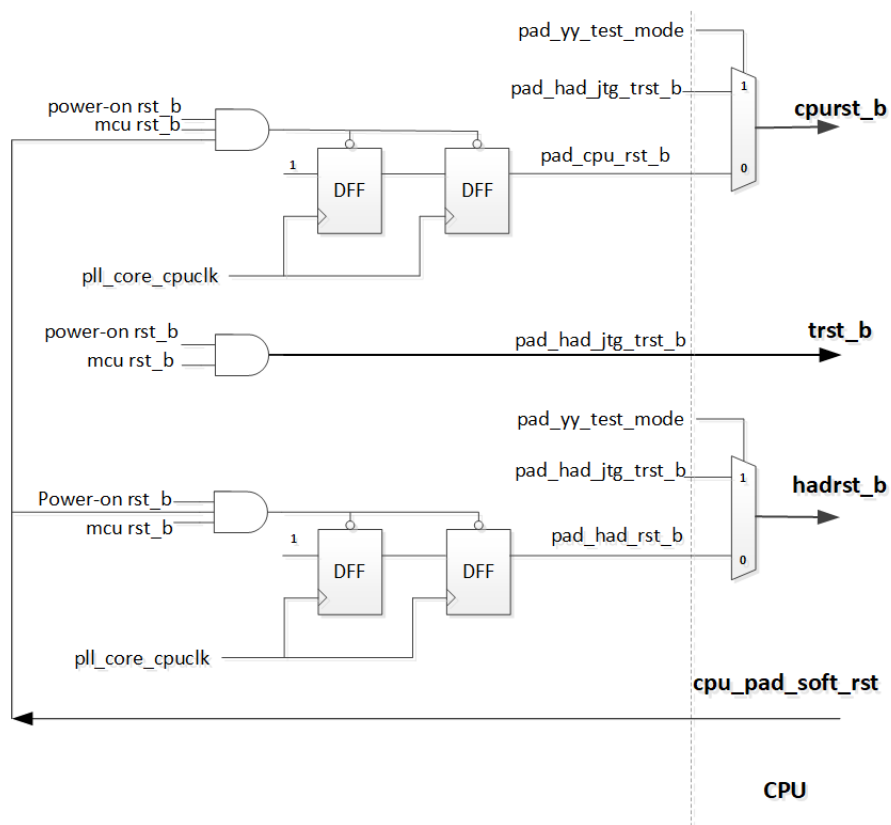 pad_yy_test_mode
pad_had_jtg_trst_b
1
power-on rst_b
mcu rst_b
cpurst_b
pad_cpu_rst_b
1
0
DFF
DFF
pll_core_cpuclk
power-on rst_b
mcu rst_b
pad_had_jtg_trst_b
trst_b
pad_yy_test_mode
pad_had_jtg_trst_b
1
hadrst_b
Power-on rst_b
mcu rst_b
1
pad_had_rst_b
0
DFF
DFF
pll_core_cpuclk
cpu_pad_soft_rst
CPU